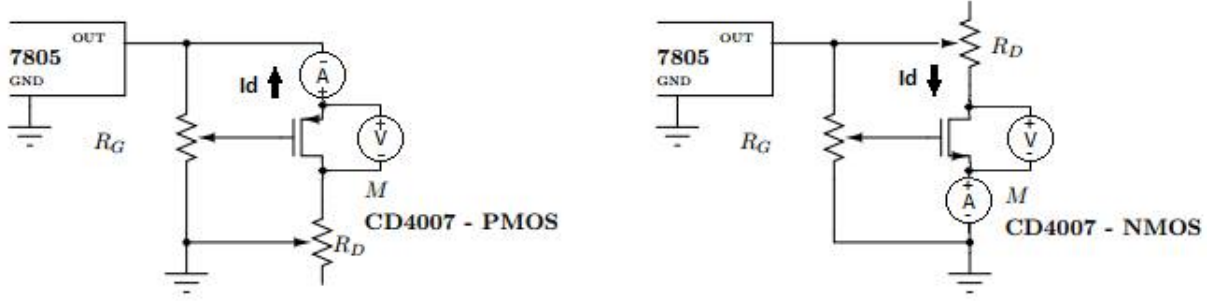 OUT
7805
GND
Id
-
A
+
+
V
-
R_G
M
CD4007 - PMOS
R_D
OUT
7805
GND
R_D
Id
+
V
-
R_G
+
A
-
M
CD4007 - NMOS